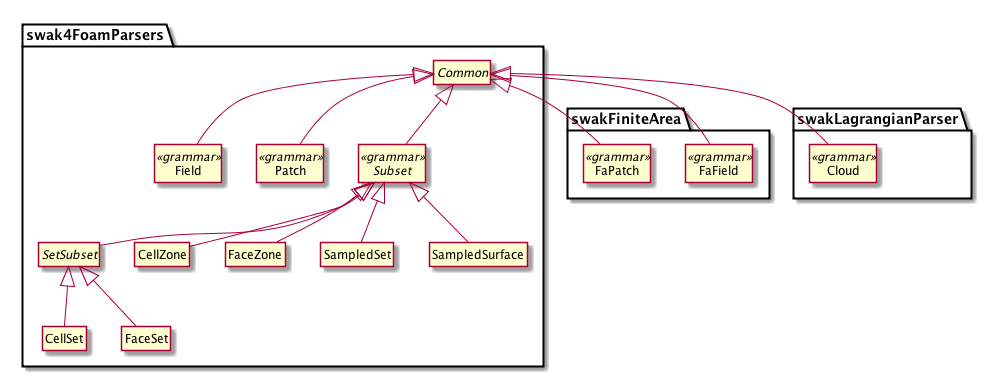 swak4FoamParsers
Common
swakFiniteArea
swakLagrangianParser
«grammar»
Field
«grammar»
Patch
«grammar»
Subset
«grammar»
FaPatch
«grammar»
FaField
«grammar»
Cloud
SetSubset
CellZone
FaceZone
SampledSet
SampledSurface
CellSet
FaceSet